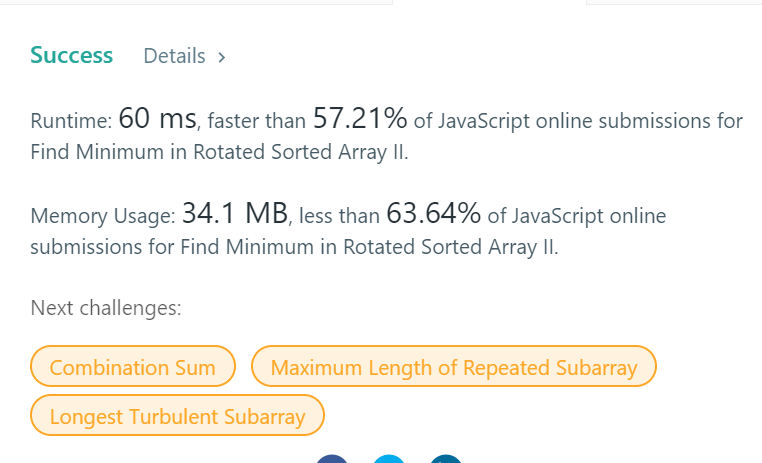 Success Details >
Runtime: 60 ms, faster than 57.21% of JavaScript online submissions for
Find Minimum in Rotated Sorted Array II.
Memory Usage: 34.1 MB, less than 63.64% of JavaScript online
submissions for Find Minimum in Rotated Sorted Array II.
Next challenges:
Combination Sum Maximum Length of Repeated Subarray
Longest Turbulent Subarray